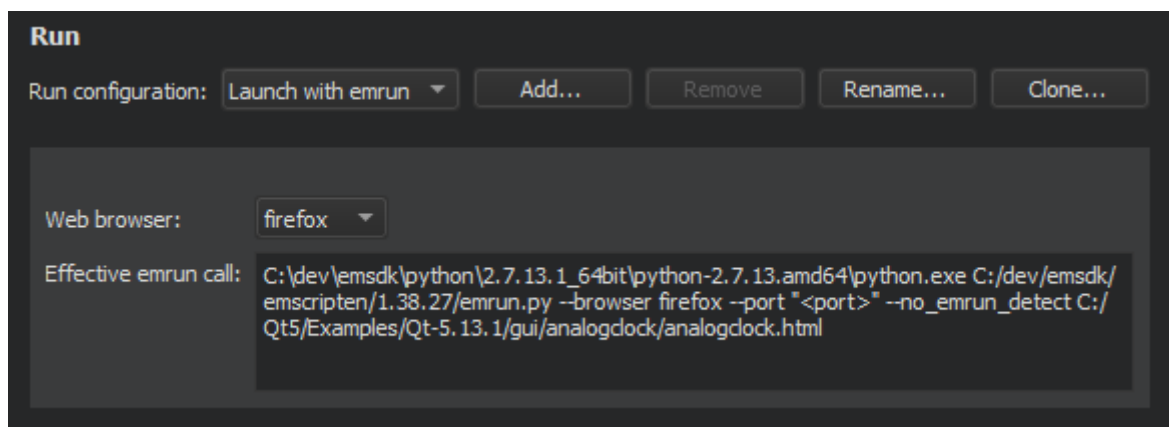 Run
Run configuration: Launch with emrun Add... Remove Rename... Clone...
Web browser: firefox
Effective emrun call: C:\dev\emsdk\python\2.7.13.1_64bit\python-2.7.13.amd64\python.exe C:/dev/emsdk/
emscripten/1.38.27/emrun.py --browser firefox --port "<port>" --no_emrun_detect C:/
Qt5/Examples/Qt-5.13.1/gui/analogclock/analogclock.html